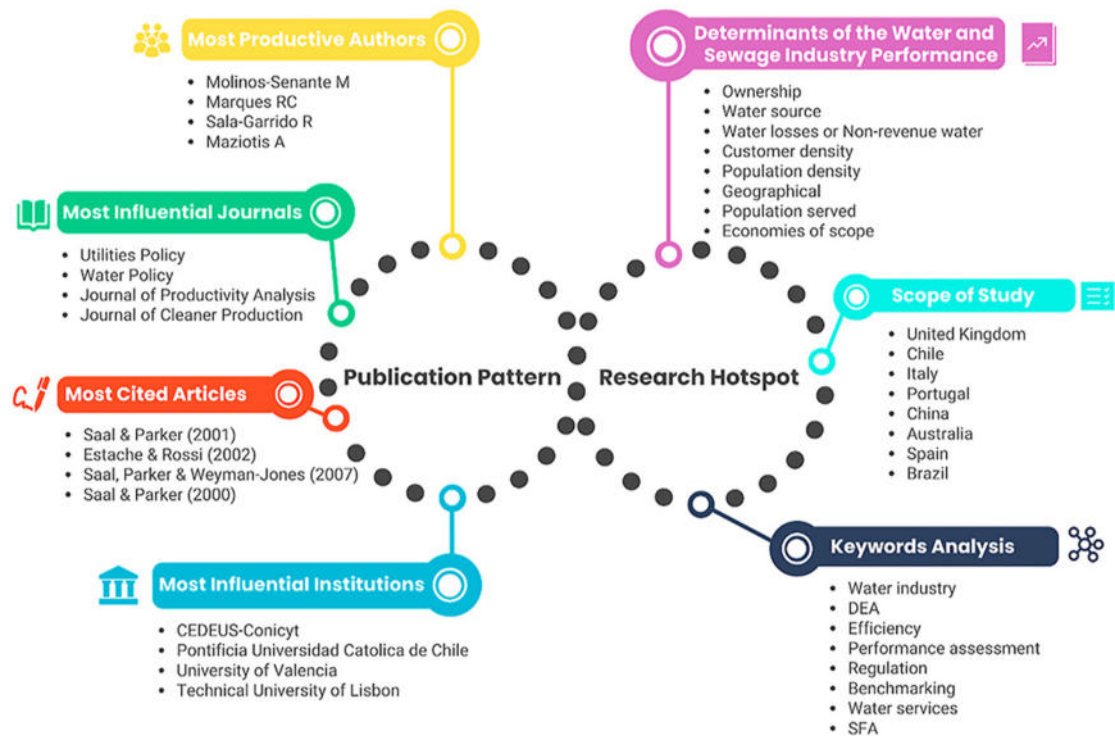 Most Productive Authors
• Molinos-Senante M
• Marques RC
• Sala-Garrido R
• Maziotis A
Most Influential Journals
• Utilities Policy
• Water Policy
• Journal of Productivity Analysis
• Journal of Cleaner Production
Most Cited Articles
• Saal & Parker (2001)
• Estache & Rossi (2002)
• Saal, Parker & Weyman-Jones (2007)
• Saal & Parker (2000)
Most Influential Institutions
• CEDEUS-Conicyt
• Pontificia Universidad Catolica de Chile
• University of Valencia
• Technical University of Lisbon
Publication Pattern
Research Hotspot
Determinants of the Water and
Sewage Industry Performance
• Ownership
• Water source
• Water losses or Non-revenue water
• Customer density
• Population density
• Geographical
• Population served
• Economies of scope
Scope of Study
• United Kingdom
• Chile
• Italy
• Portugal
• China
• Australia
• Spain
• Brazil
Keywords Analysis
• Water industry
• DEA
• Efficiency
• Performance assessment
• Regulation
• Benchmarking
• Water services
• SFA